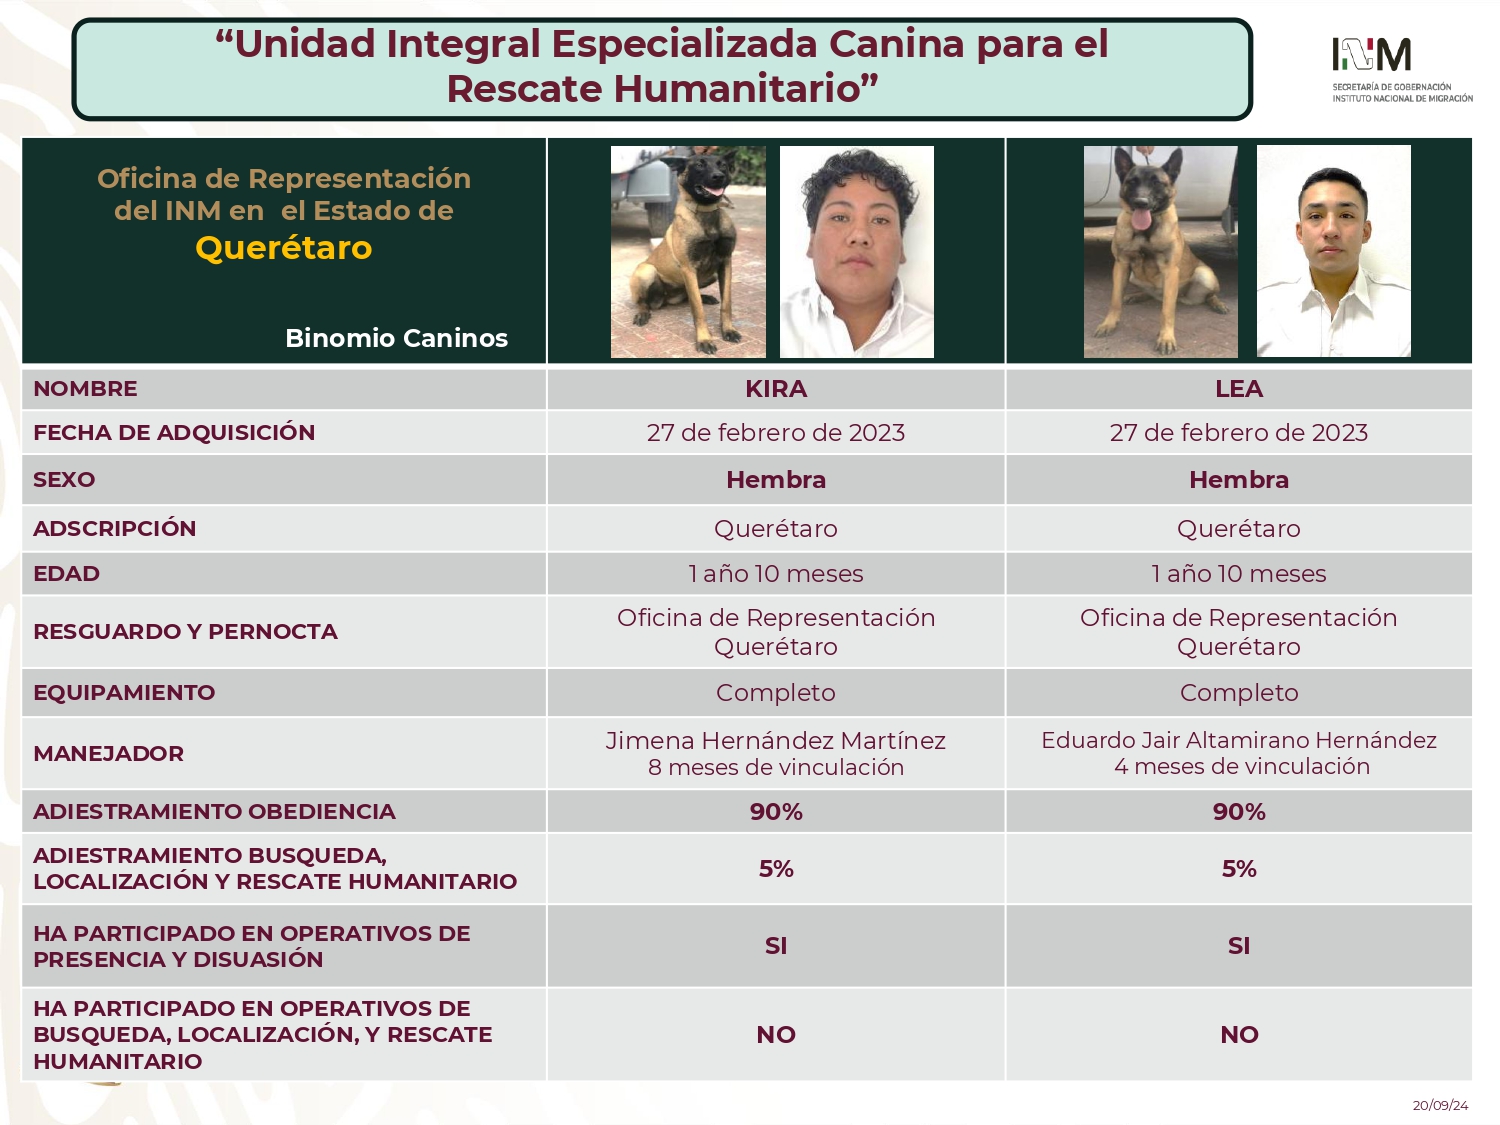 “Unidad Integral Especializada Canina para el
Rescate Humanitario”
INM
SECRETARÍA DE GOBERNACIÓN
INSTITUTO NACIONAL DE MIGRACIÓN
Oficina de Representación
del INM en  el Estado de
Querétaro
Binomio Caninos
NOMBRE KIRA LEA
FECHA DE ADQUISICIÓN 27 de febrero de 2023 27 de febrero de 2023
SEXO Hembra Hembra
ADSCRIPCIÓN Querétaro Querétaro
EDAD 1 año 10 meses 1 año 10 meses
RESGUARDO Y PERNOCTA
Oficina de Representación
Querétaro
Oficina de Representación
Querétaro
EQUIPAMIENTO Completo Completo
MANEJADOR
Jimena Hernández Martínez
8 meses de vinculación
Eduardo Jair Altamirano Hernández
4 meses de vinculación
ADIESTRAMIENTO OBEDIENCIA 90% 90%
ADIESTRAMIENTO BUSQUEDA,
LOCALIZACIÓN Y RESCATE HUMANITARIO
5% 5%
HA PARTICIPADO EN OPERATIVOS DE
PRESENCIA Y DISUASIÓN
SI SI
HA PARTICIPADO EN OPERATIVOS DE
BUSQUEDA, LOCALIZACIÓN, Y RESCATE
HUMANITARIO
NO NO
20/09/24